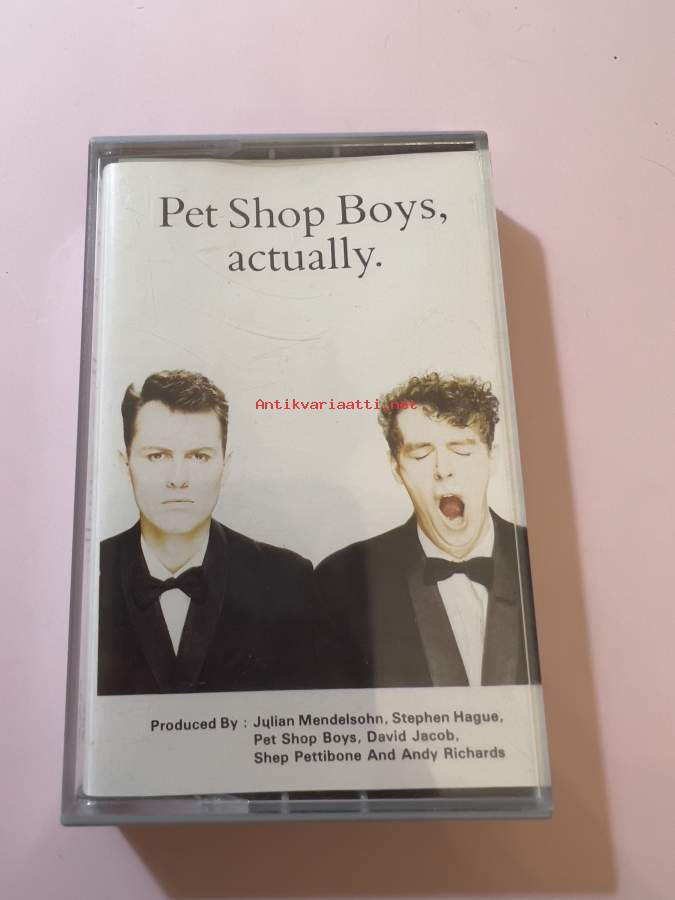 Pet Shop Boys,
actually.
Antikvariaatti.net
Produced By : Julian Mendelsohn, Stephen Hague,
Pet Shop Boys, David Jacob,
Shep Pettibone And Andy Richards